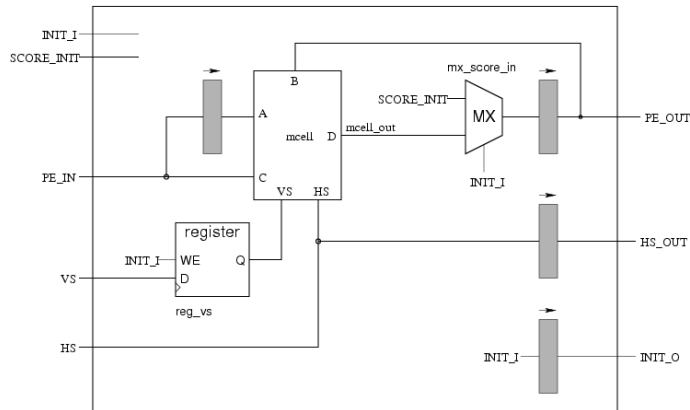 INIT_I
SCORE_INIT
mx_score_in
B
SCORE_INIT
A
MX
PE_OUT
mcell
D
mcell_out
PE_IN
C
INIT_I
VS
HS
register
INIT_I
WE
Q
HS_OUT
VS
D
reg_vs
HS
INIT_I
INIT_O